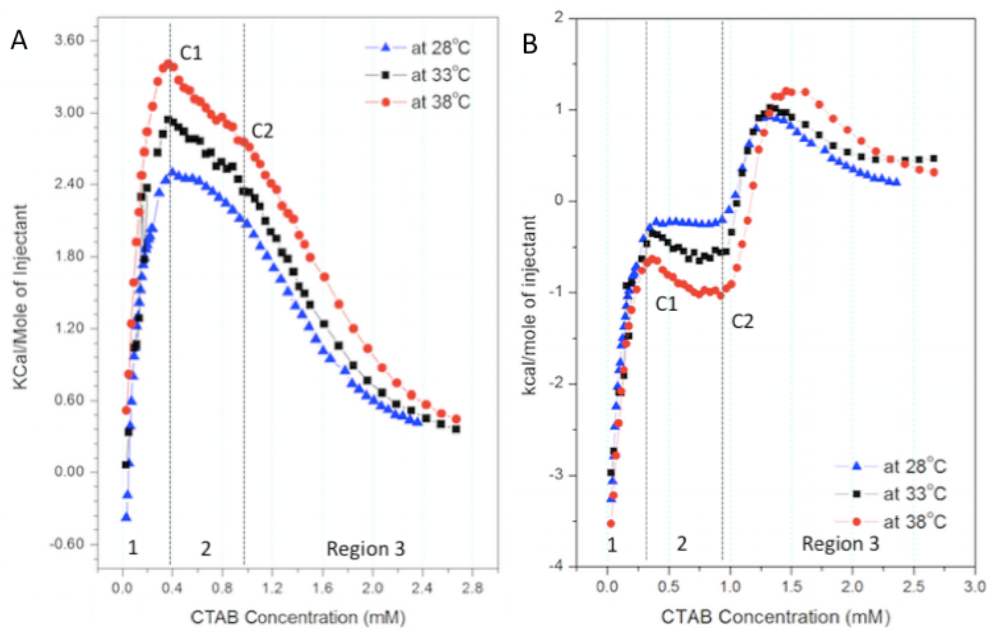 A
3.60
3.00
2.40
1.80
1.20
0.60
0.00
-0.60
KCal/Mole of Injectant
C1
C2
at 28°C
at 33°C
at 38°C
1
2
Region 3
0.0
0.4
0.8
1.2
1.6
2.0
2.4
2.8
CTAB Concentration (mM)
B
2
1
0
-1
-2
-3
-4
kcal/mole of injectant
C1
C2
at 28°C
at 33°C
at 38°C
1
2
Region 3
0.0
0.5
1.0
1.5
2.0
2.5
3.0
CTAB Concentration (mM)